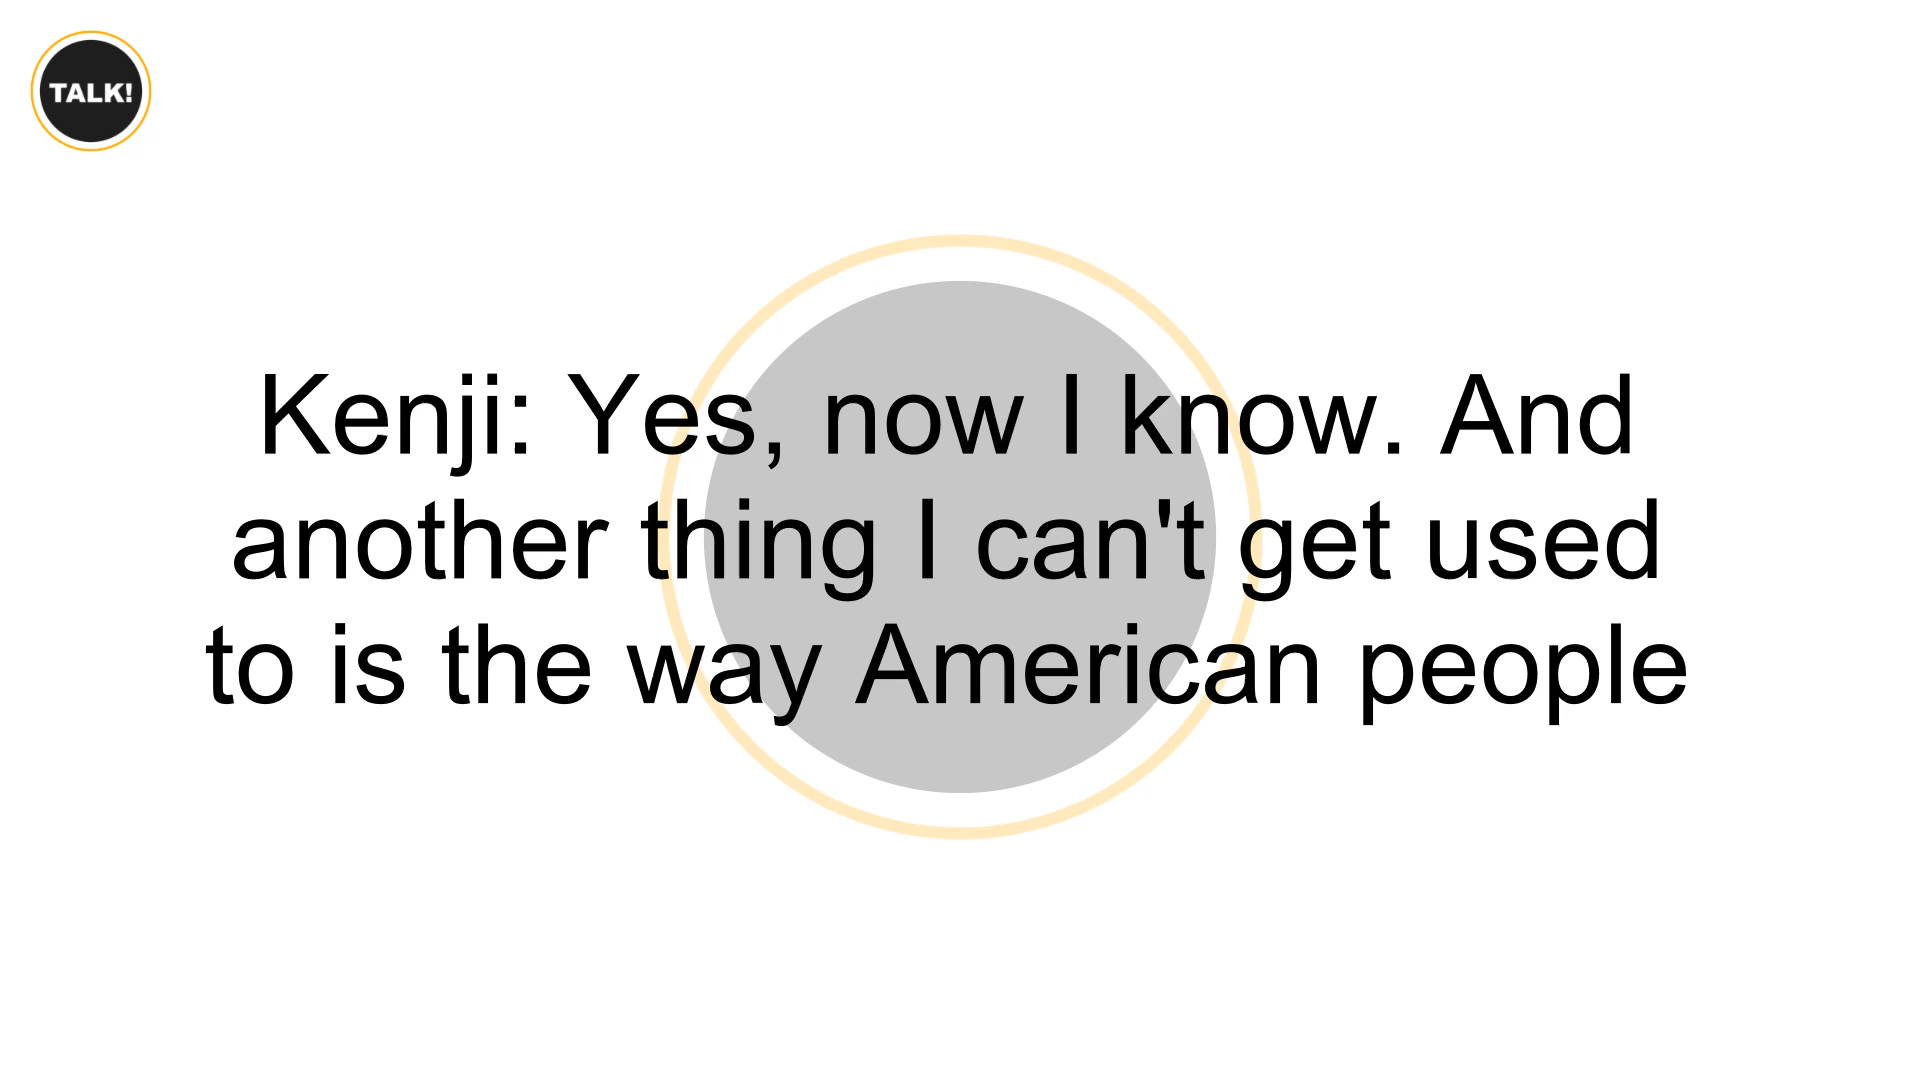 TALK!
Kenji: Yes, now I know. And
another thing I can't get used
to is the way American people